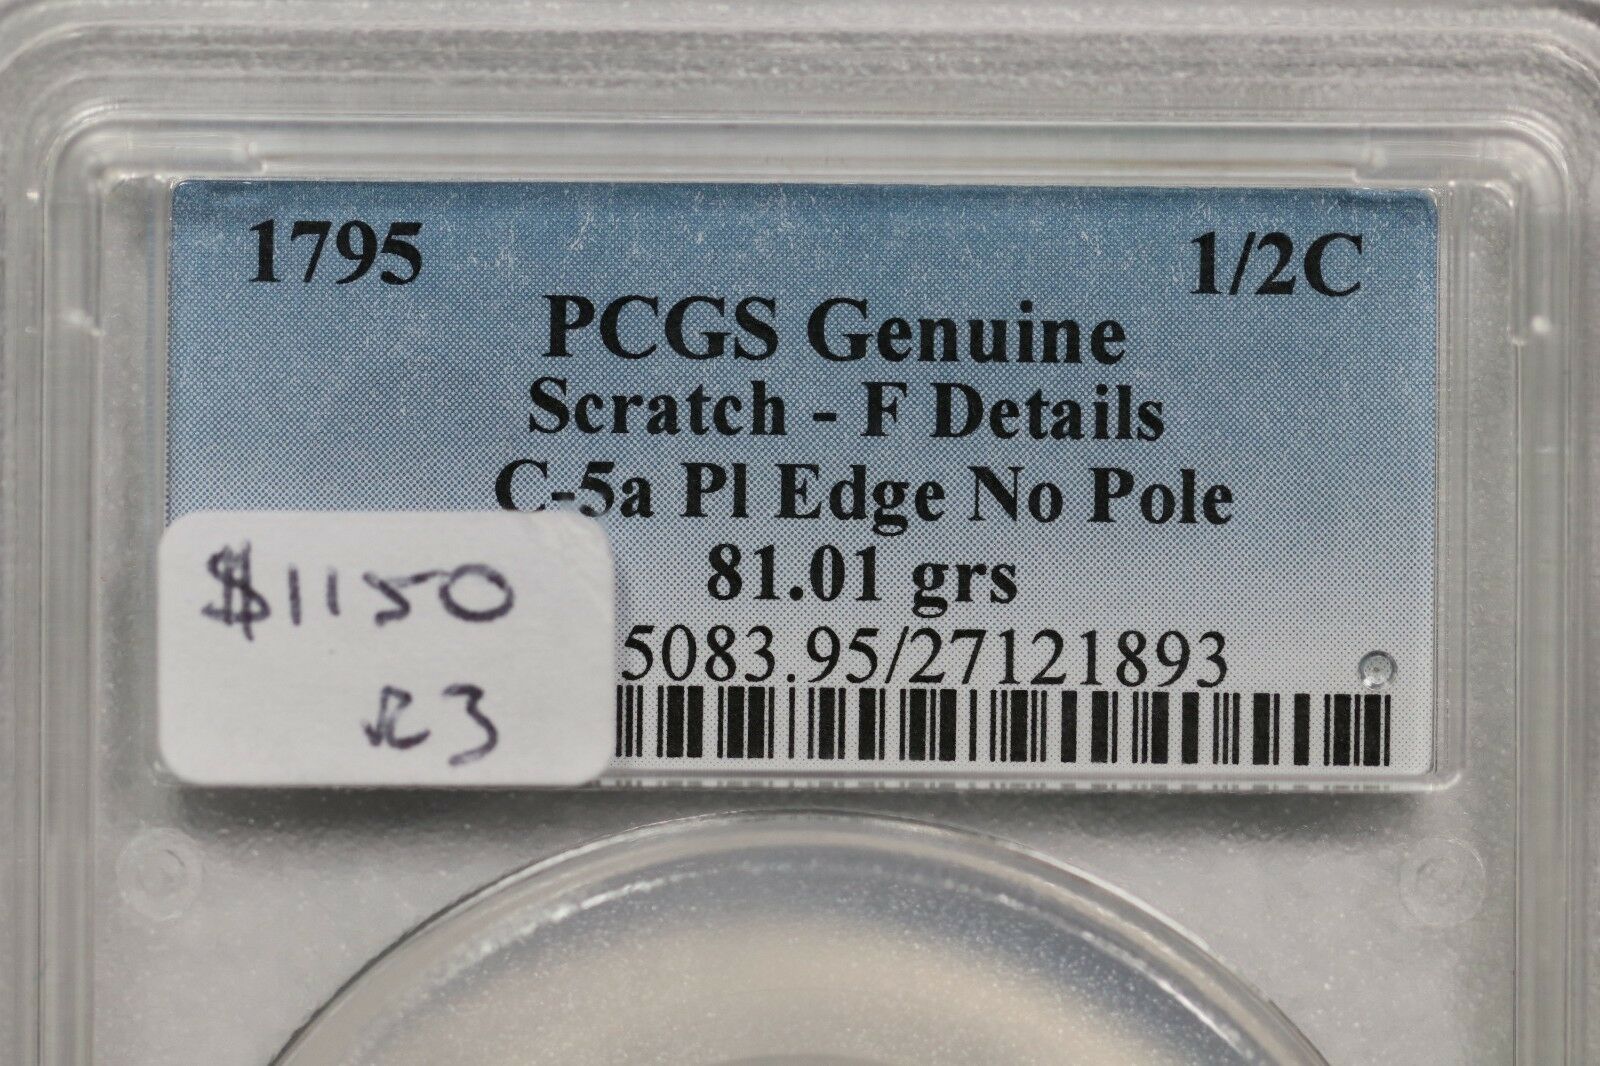 1795 1/2C
PCGS Genuine
Scratch - F Details
C-5a Pl Edge No Pole
81.01 grs
5083.95/27121893
$1150
R3